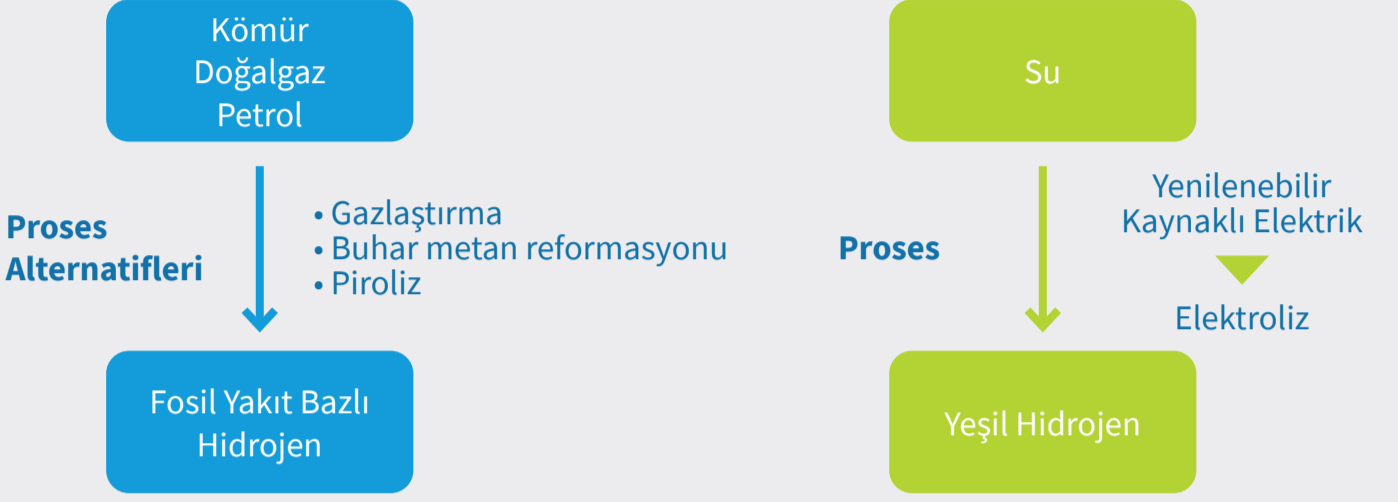 Kömür
Doğalgaz
Petrol
Proses
Alternatifleri
• Gazlaştırma
• Buhar metan reformasyonu
• Piroliz
Fosil Yakıt Bazlı
Hidrojen
Su
Proses
Yenilenebilir
Kaynaklı Elektrik
Elektroliz
Yeşil Hidrojen